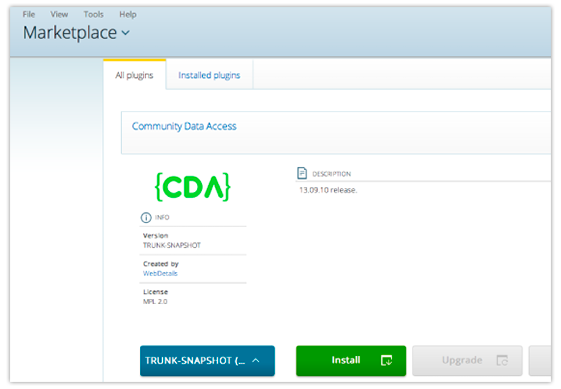 File View Tools Help
Marketplace
All plugins Installed plugins
Community Data Access
{CDA}
DESCRIPTION
13.09.10 release.
INFO
Version
TRUNK-SNAPSHOT
Created by
WebDetails
License
MPL 2.0
TRUNK-SNAPSHOT (... Install Upgrade